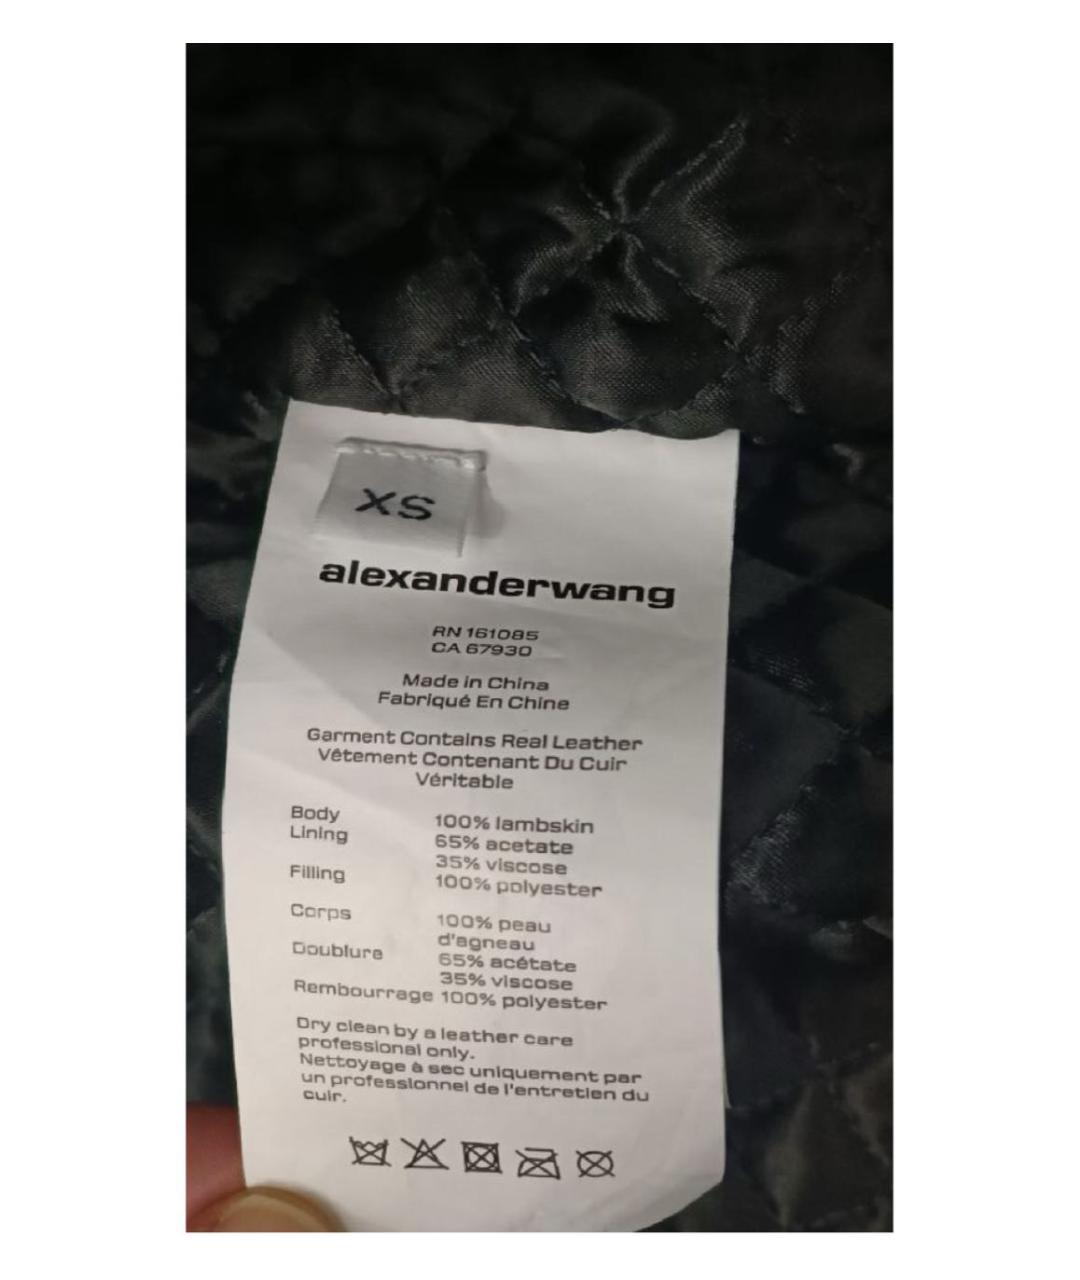 XS
alexanderwang
RN 161085
CA 67930
Made in China
Fabriqué En Chine
Garment Contains Real Leather
Vêtement Contenant Du Cuir
Véritable
Body 100% lambskin
Lining 65% acetate
35% viscose
Filling 100% polyester
Corps 100% peau
d'agneau
Doublure 65% acétate
35% viscose
Rembourrage 100% polyester
Dry clean by a leather care
professional only.
Nettoyage à sec uniquement par
un professionnel de l'entretien du
cuir.